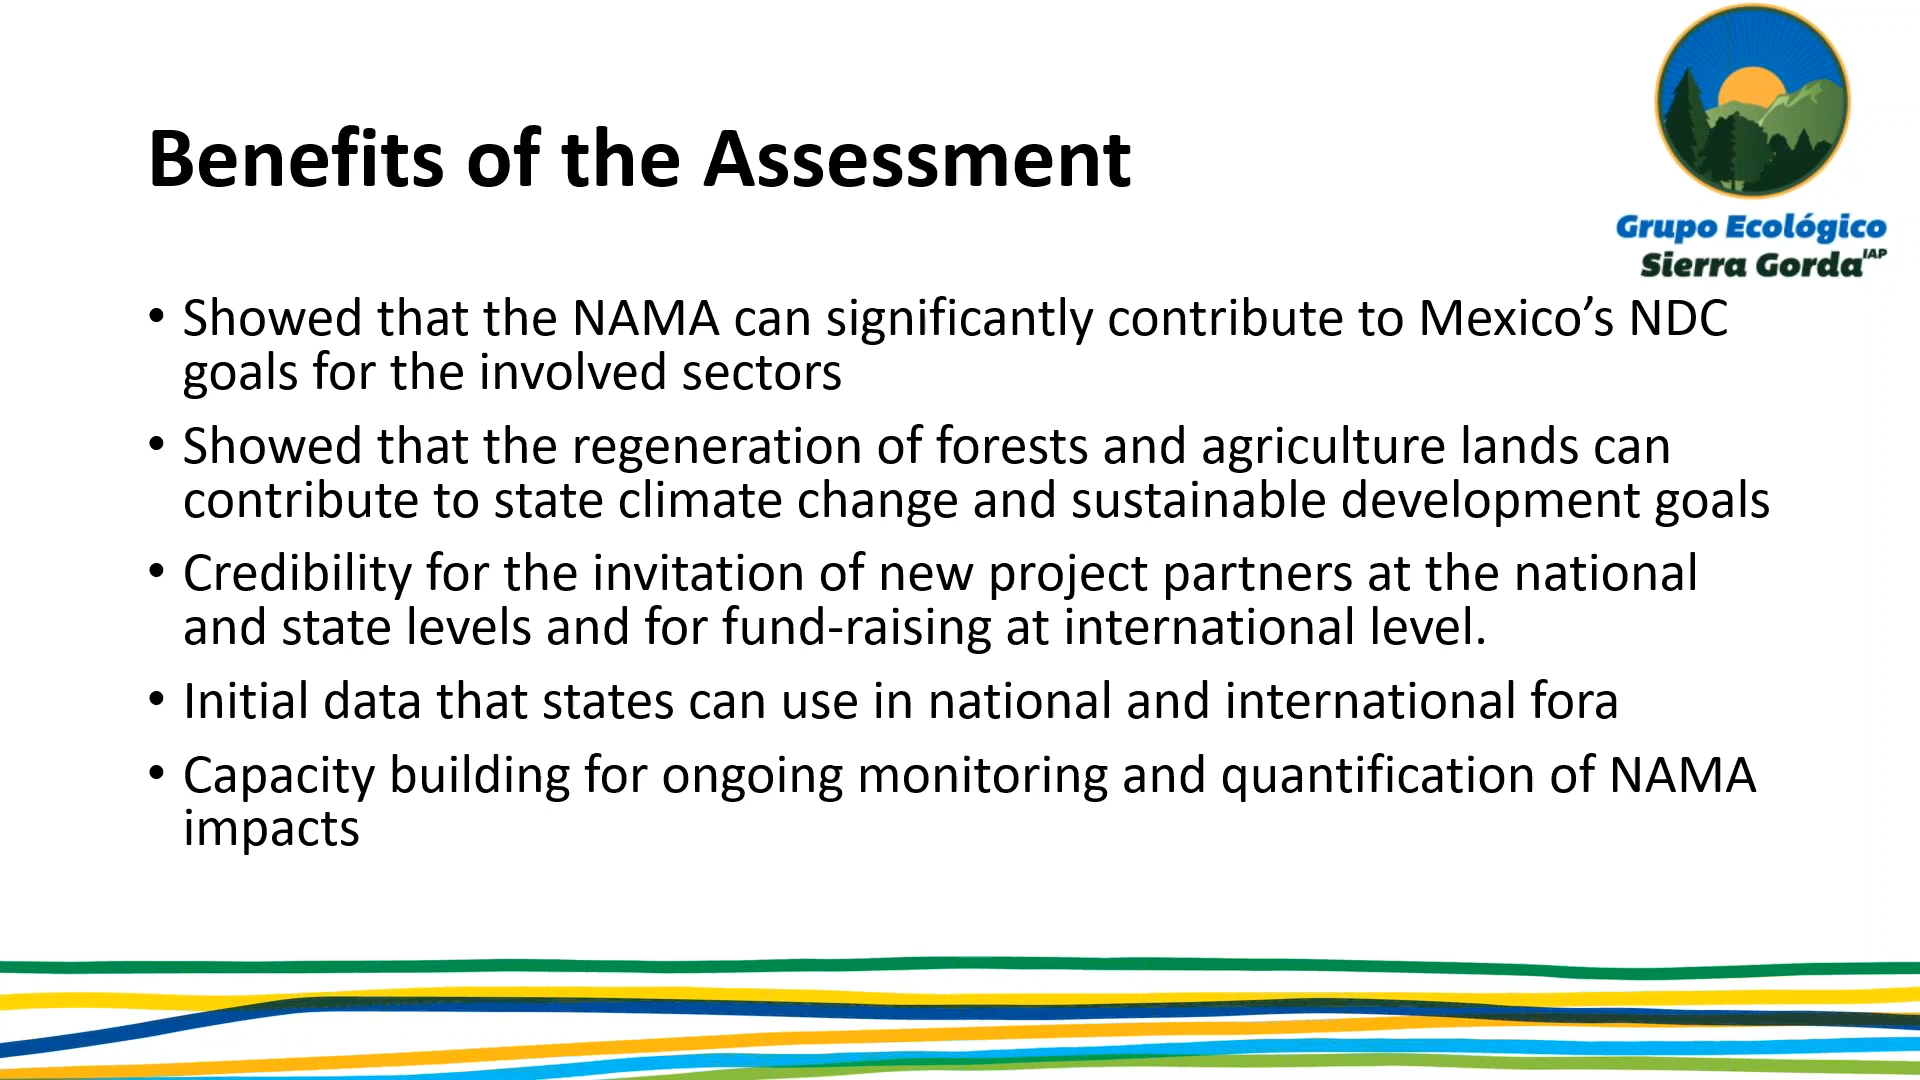 Benefits of the Assessment
Grupo Ecológico
Sierra Gorda IAP
• Showed that the NAMA can significantly contribute to Mexico’s NDC
goals for the involved sectors
• Showed that the regeneration of forests and agriculture lands can
contribute to state climate change and sustainable development goals
• Credibility for the invitation of new project partners at the national
and state levels and for fund-raising at international level.
• Initial data that states can use in national and international fora
• Capacity building for ongoing monitoring and quantification of NAMA
impacts